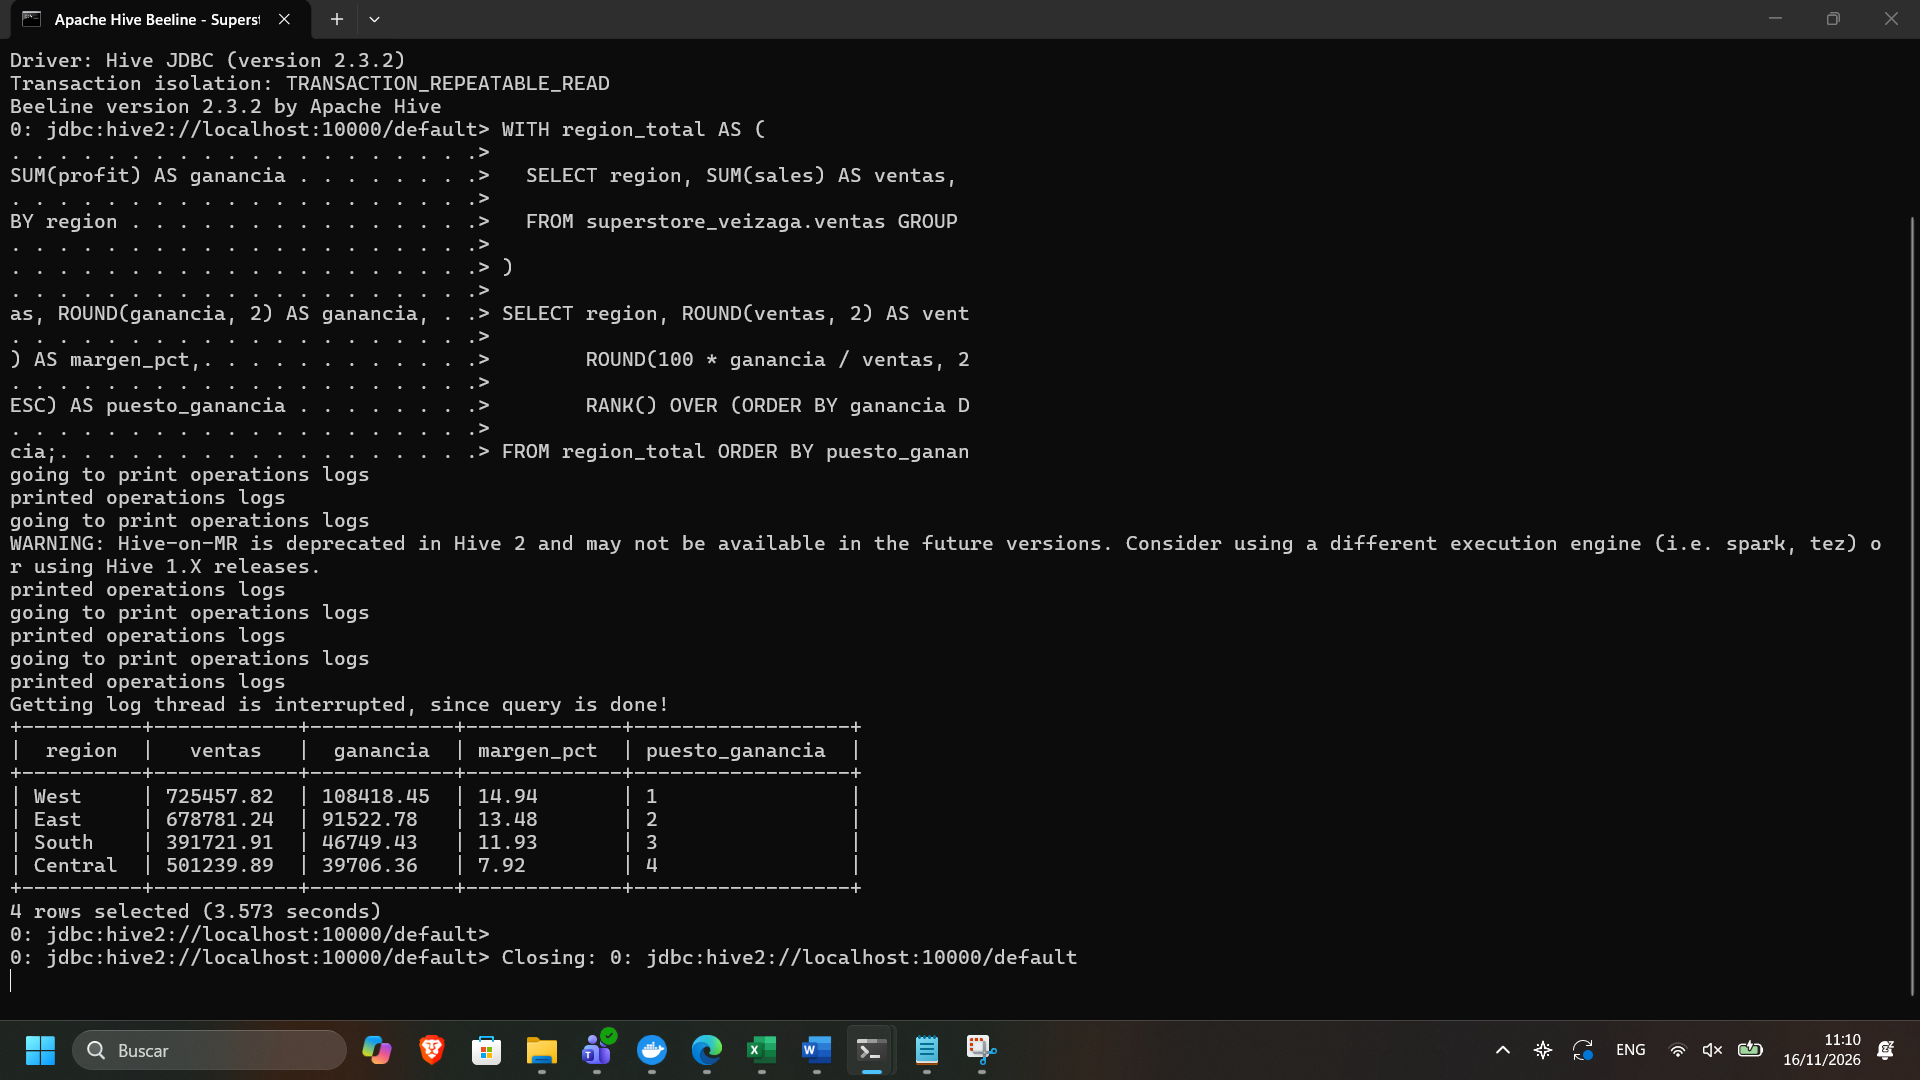 Apache Hive Beeline - Superst
Driver: Hive JDBC (version 2.3.2)
Transaction isolation: TRANSACTION_REPEATABLE_READ
Beeline version 2.3.2 by Apache Hive
0: jdbc:hive2://localhost:10000/default> WITH region_total AS (
. . . . . . . . . . . . . . . . . . . .>
SUM(profit) AS ganancia . . . . . . . .>   SELECT region, SUM(sales) AS ventas,
. . . . . . . . . . . . . . . . . . . .>
BY region . . . . . . . . . . . . . . .>   FROM superstore_veizaga.ventas GROUP
. . . . . . . . . . . . . . . . . . . .>
. . . . . . . . . . . . . . . . . . . .> )
. . . . . . . . . . . . . . . . . . . .>
as, ROUND(ganancia, 2) AS ganancia, . .> SELECT region, ROUND(ventas, 2) AS vent
. . . . . . . . . . . . . . . . . . . .>
) AS margen_pct,. . . . . . . . . . . .>        ROUND(100 * ganancia / ventas, 2
. . . . . . . . . . . . . . . . . . . .>
ESC) AS puesto_ganancia . . . . . . . .>        RANK() OVER (ORDER BY ganancia D
. . . . . . . . . . . . . . . . . . . .>
cia;. . . . . . . . . . . . . . . . . .> FROM region_total ORDER BY puesto_ganan
going to print operations logs
printed operations logs
going to print operations logs
WARNING: Hive-on-MR is deprecated in Hive 2 and may not be available in the future versions. Consider using a different execution engine (i.e. spark, tez) o
r using Hive 1.X releases.
printed operations logs
going to print operations logs
printed operations logs
going to print operations logs
printed operations logs
Getting log thread is interrupted, since query is done!
+----------+------------+------------+-------------+------------------+
|  region  |   ventas   |  ganancia  | margen_pct  | puesto_ganancia  |
+----------+------------+------------+-------------+------------------+
| West     | 725457.82  | 108418.45  | 14.94       | 1                |
| East     | 678781.24  | 91522.78   | 13.48       | 2                |
| South    | 391721.91  | 46749.43   | 11.93       | 3                |
| Central  | 501239.89  | 39706.36   | 7.92        | 4                |
+----------+------------+------------+-------------+------------------+
4 rows selected (3.573 seconds)
0: jdbc:hive2://localhost:10000/default>
0: jdbc:hive2://localhost:10000/default> Closing: 0: jdbc:hive2://localhost:10000/default
Buscar
ENG
11:10
16/11/2026